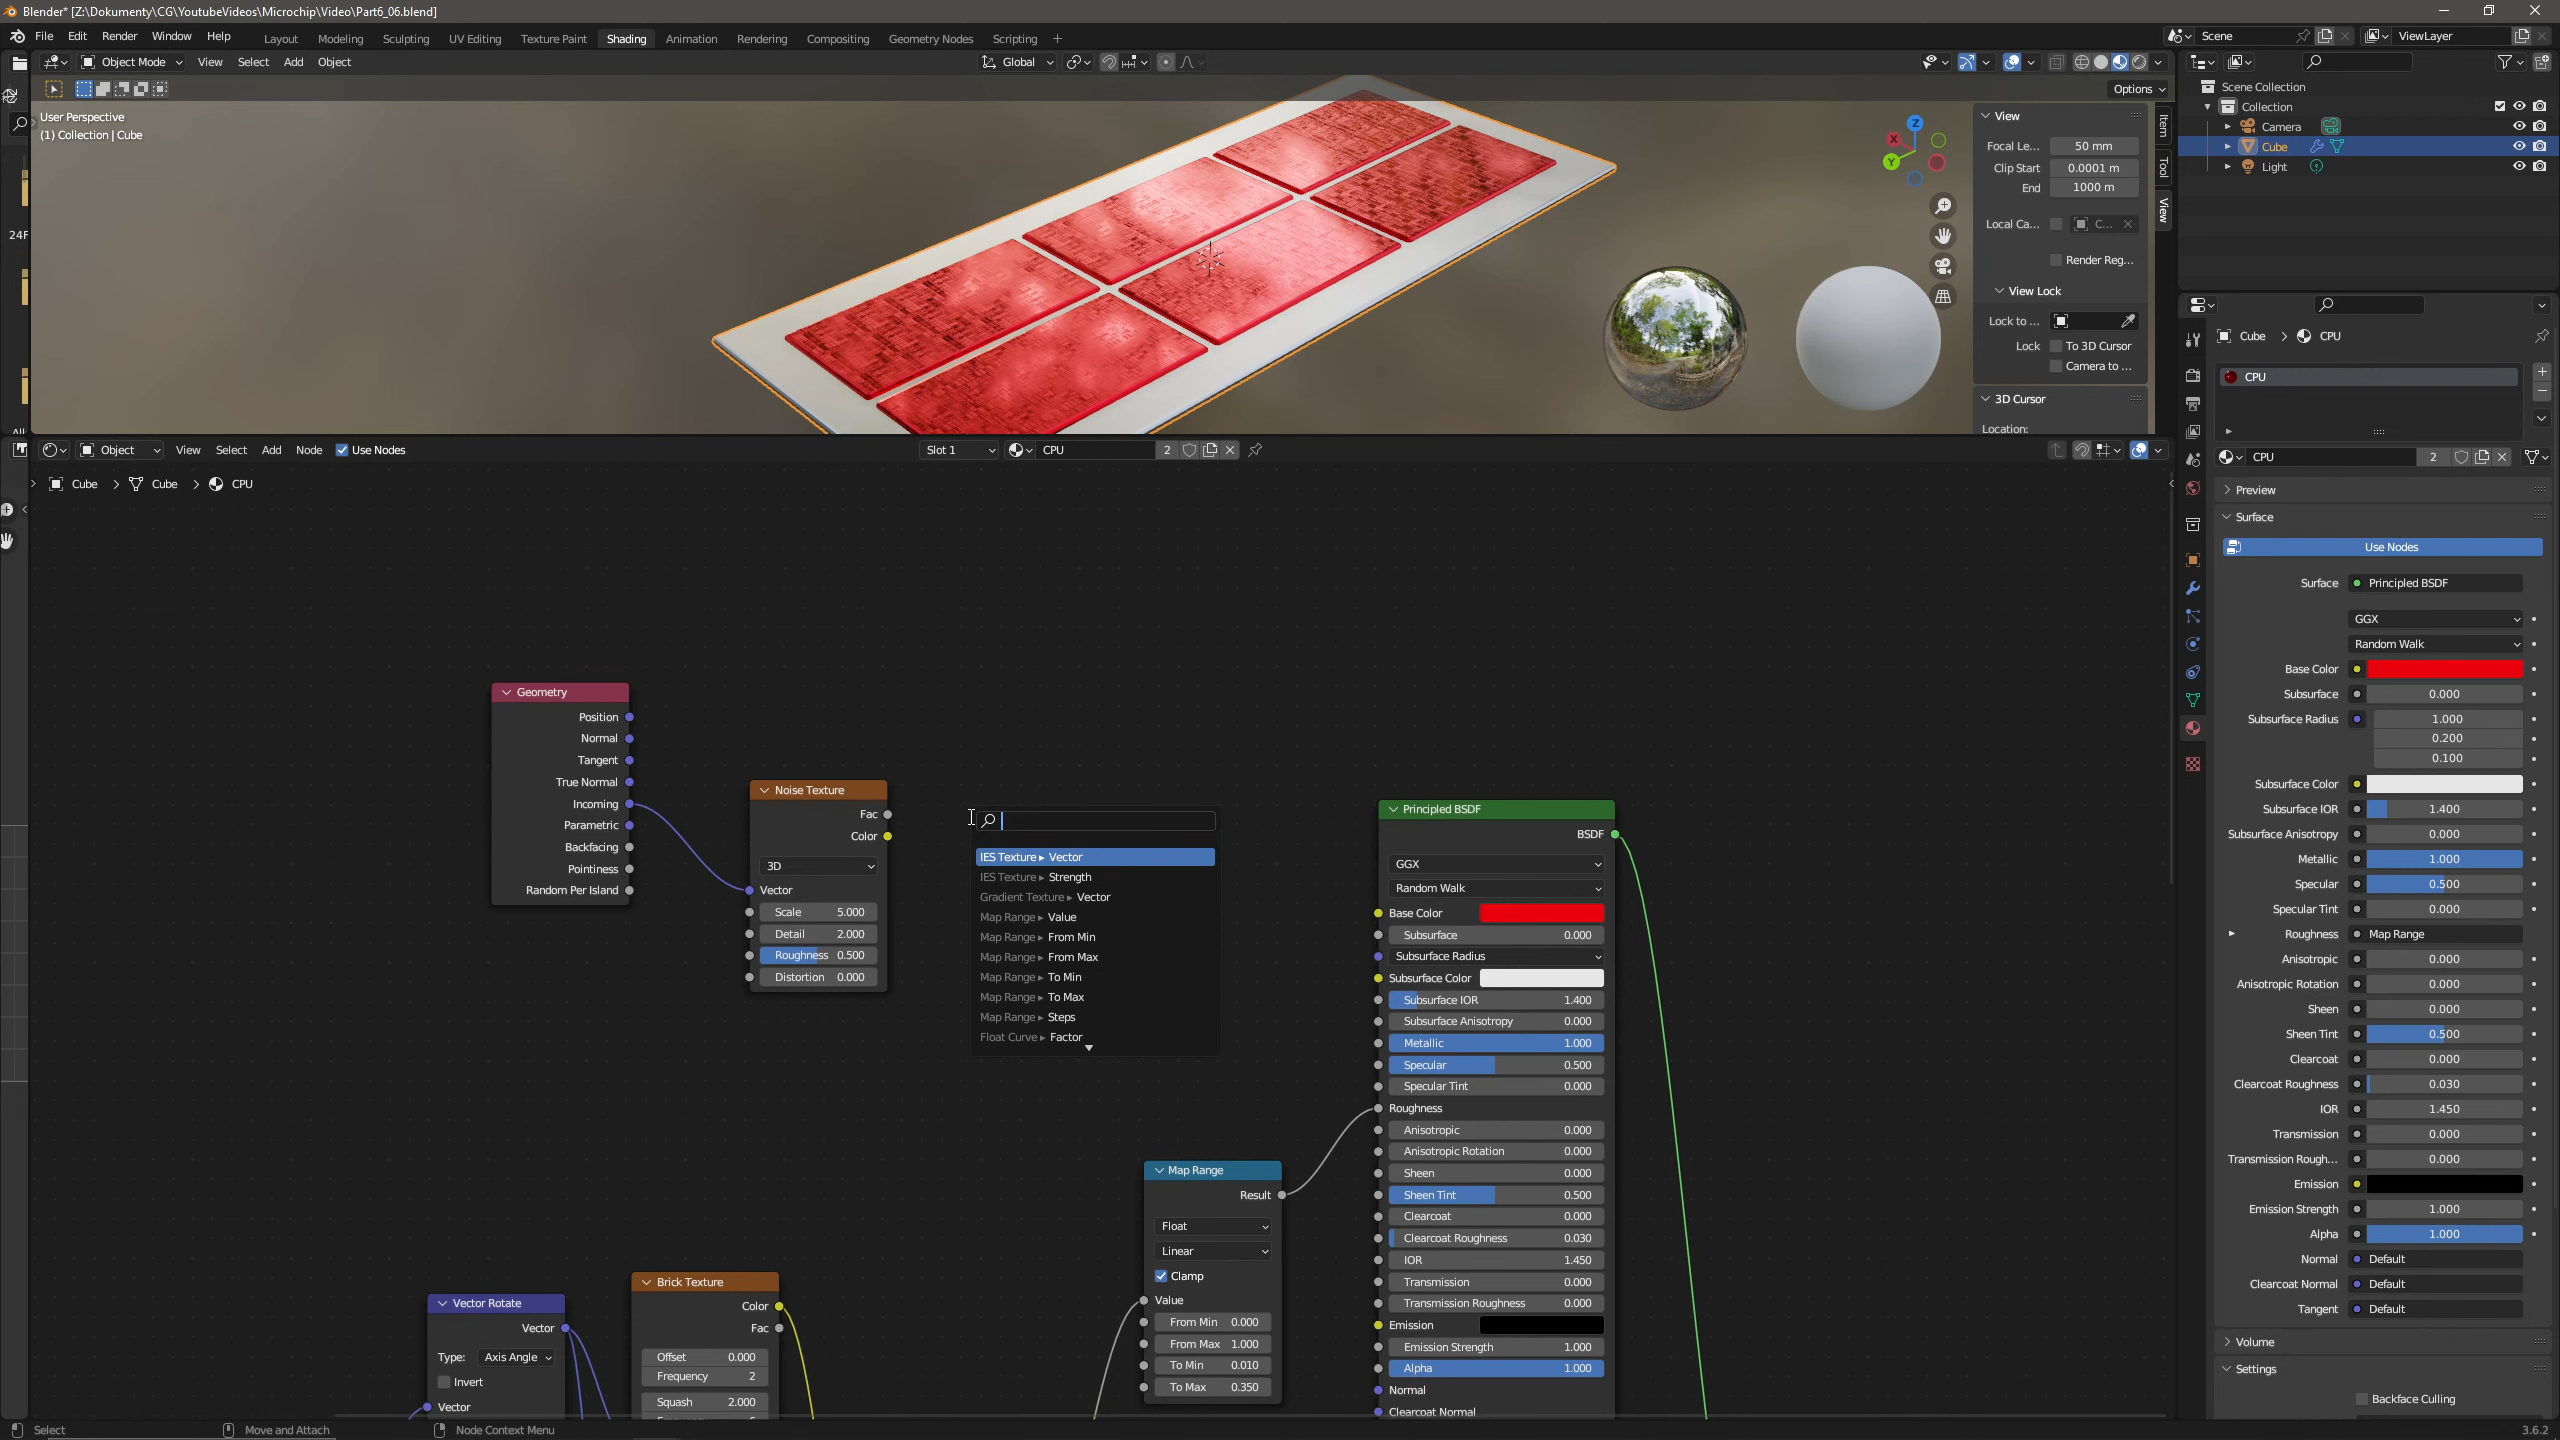 Blender* [Z:\Dokumenty\CG\YoutubeVideos\Microchip\Video\Part6_06.blend]
File Edit Render Window Help Layout Modeling Sculpting UV Editing Texture Paint Shading Animation Rendering Compositing Geometry Nodes Scripting + Scene ViewLayer
Object Mode View Select Add Object Global
Options
User Perspective
(1) Collection | Cube
24F
View
Focal Le... 50 mm
Clip Start 0.0001 m
End 1000 m
Local Ca... C...
Render Reg...
View Lock
Lock to ...
Lock To 3D Cursor
Camera to ...
3D Cursor
Location:
Item
Tool
View
X
Y
Z
Scene Collection
Collection
Camera
Cube
Light
Object View Select Add Node Use Nodes Slot 1 CPU 2
Cube > Cube > CPU
Geometry
Position
Normal
Tangent
True Normal
Incoming
Parametric
Backfacing
Pointiness
Random Per Island
Noise Texture
Fac
Color
3D
Vector
Scale 5.000
Detail 2.000
Roughness 0.500
Distortion 0.000
IES Texture ▸ Vector
IES Texture ▸ Strength
Gradient Texture ▸ Vector
Map Range ▸ Value
Map Range ▸ From Min
Map Range ▸ From Max
Map Range ▸ To Min
Map Range ▸ To Max
Map Range ▸ Steps
Float Curve ▸ Factor
Principled BSDF
BSDF
GGX
Random Walk
Base Color
Subsurface 0.000
Subsurface Radius
Subsurface Color
Subsurface IOR 1.400
Subsurface Anisotropy 0.000
Metallic 1.000
Specular 0.500
Specular Tint 0.000
Roughness
Anisotropic 0.000
Anisotropic Rotation 0.000
Sheen 0.000
Sheen Tint 0.500
Clearcoat 0.000
Clearcoat Roughness 0.030
IOR 1.450
Transmission 0.000
Transmission Roughness 0.000
Emission
Emission Strength 1.000
Alpha 1.000
Normal
Clearcoat Normal
Map Range
Result
Float
Linear
Clamp
Value
From Min 0.000
From Max 1.000
To Min 0.010
To Max 0.350
Vector Rotate
Vector
Type: Axis Angle
Invert
Vector
Brick Texture
Color
Fac
Offset 0.000
Frequency 2
Squash 2.000
Cube > CPU
CPU
CPU 2
Preview
Surface
Use Nodes
Surface Principled BSDF
GGX
Random Walk
Base Color
Subsurface 0.000
Subsurface Radius 1.000
0.200
0.100
Subsurface Color
Subsurface IOR 1.400
Subsurface Anisotropy 0.000
Metallic 1.000
Specular 0.500
Specular Tint 0.000
Roughness Map Range
Anisotropic 0.000
Anisotropic Rotation 0.000
Sheen 0.000
Sheen Tint 0.500
Clearcoat 0.000
Clearcoat Roughness 0.030
IOR 1.450
Transmission 0.000
Transmission Rough... 0.000
Emission
Emission Strength 1.000
Alpha 1.000
Normal Default
Clearcoat Normal Default
Tangent Default
Volume
Settings
Backface Culling
Select Move and Attach Node Context Menu 3.6.2